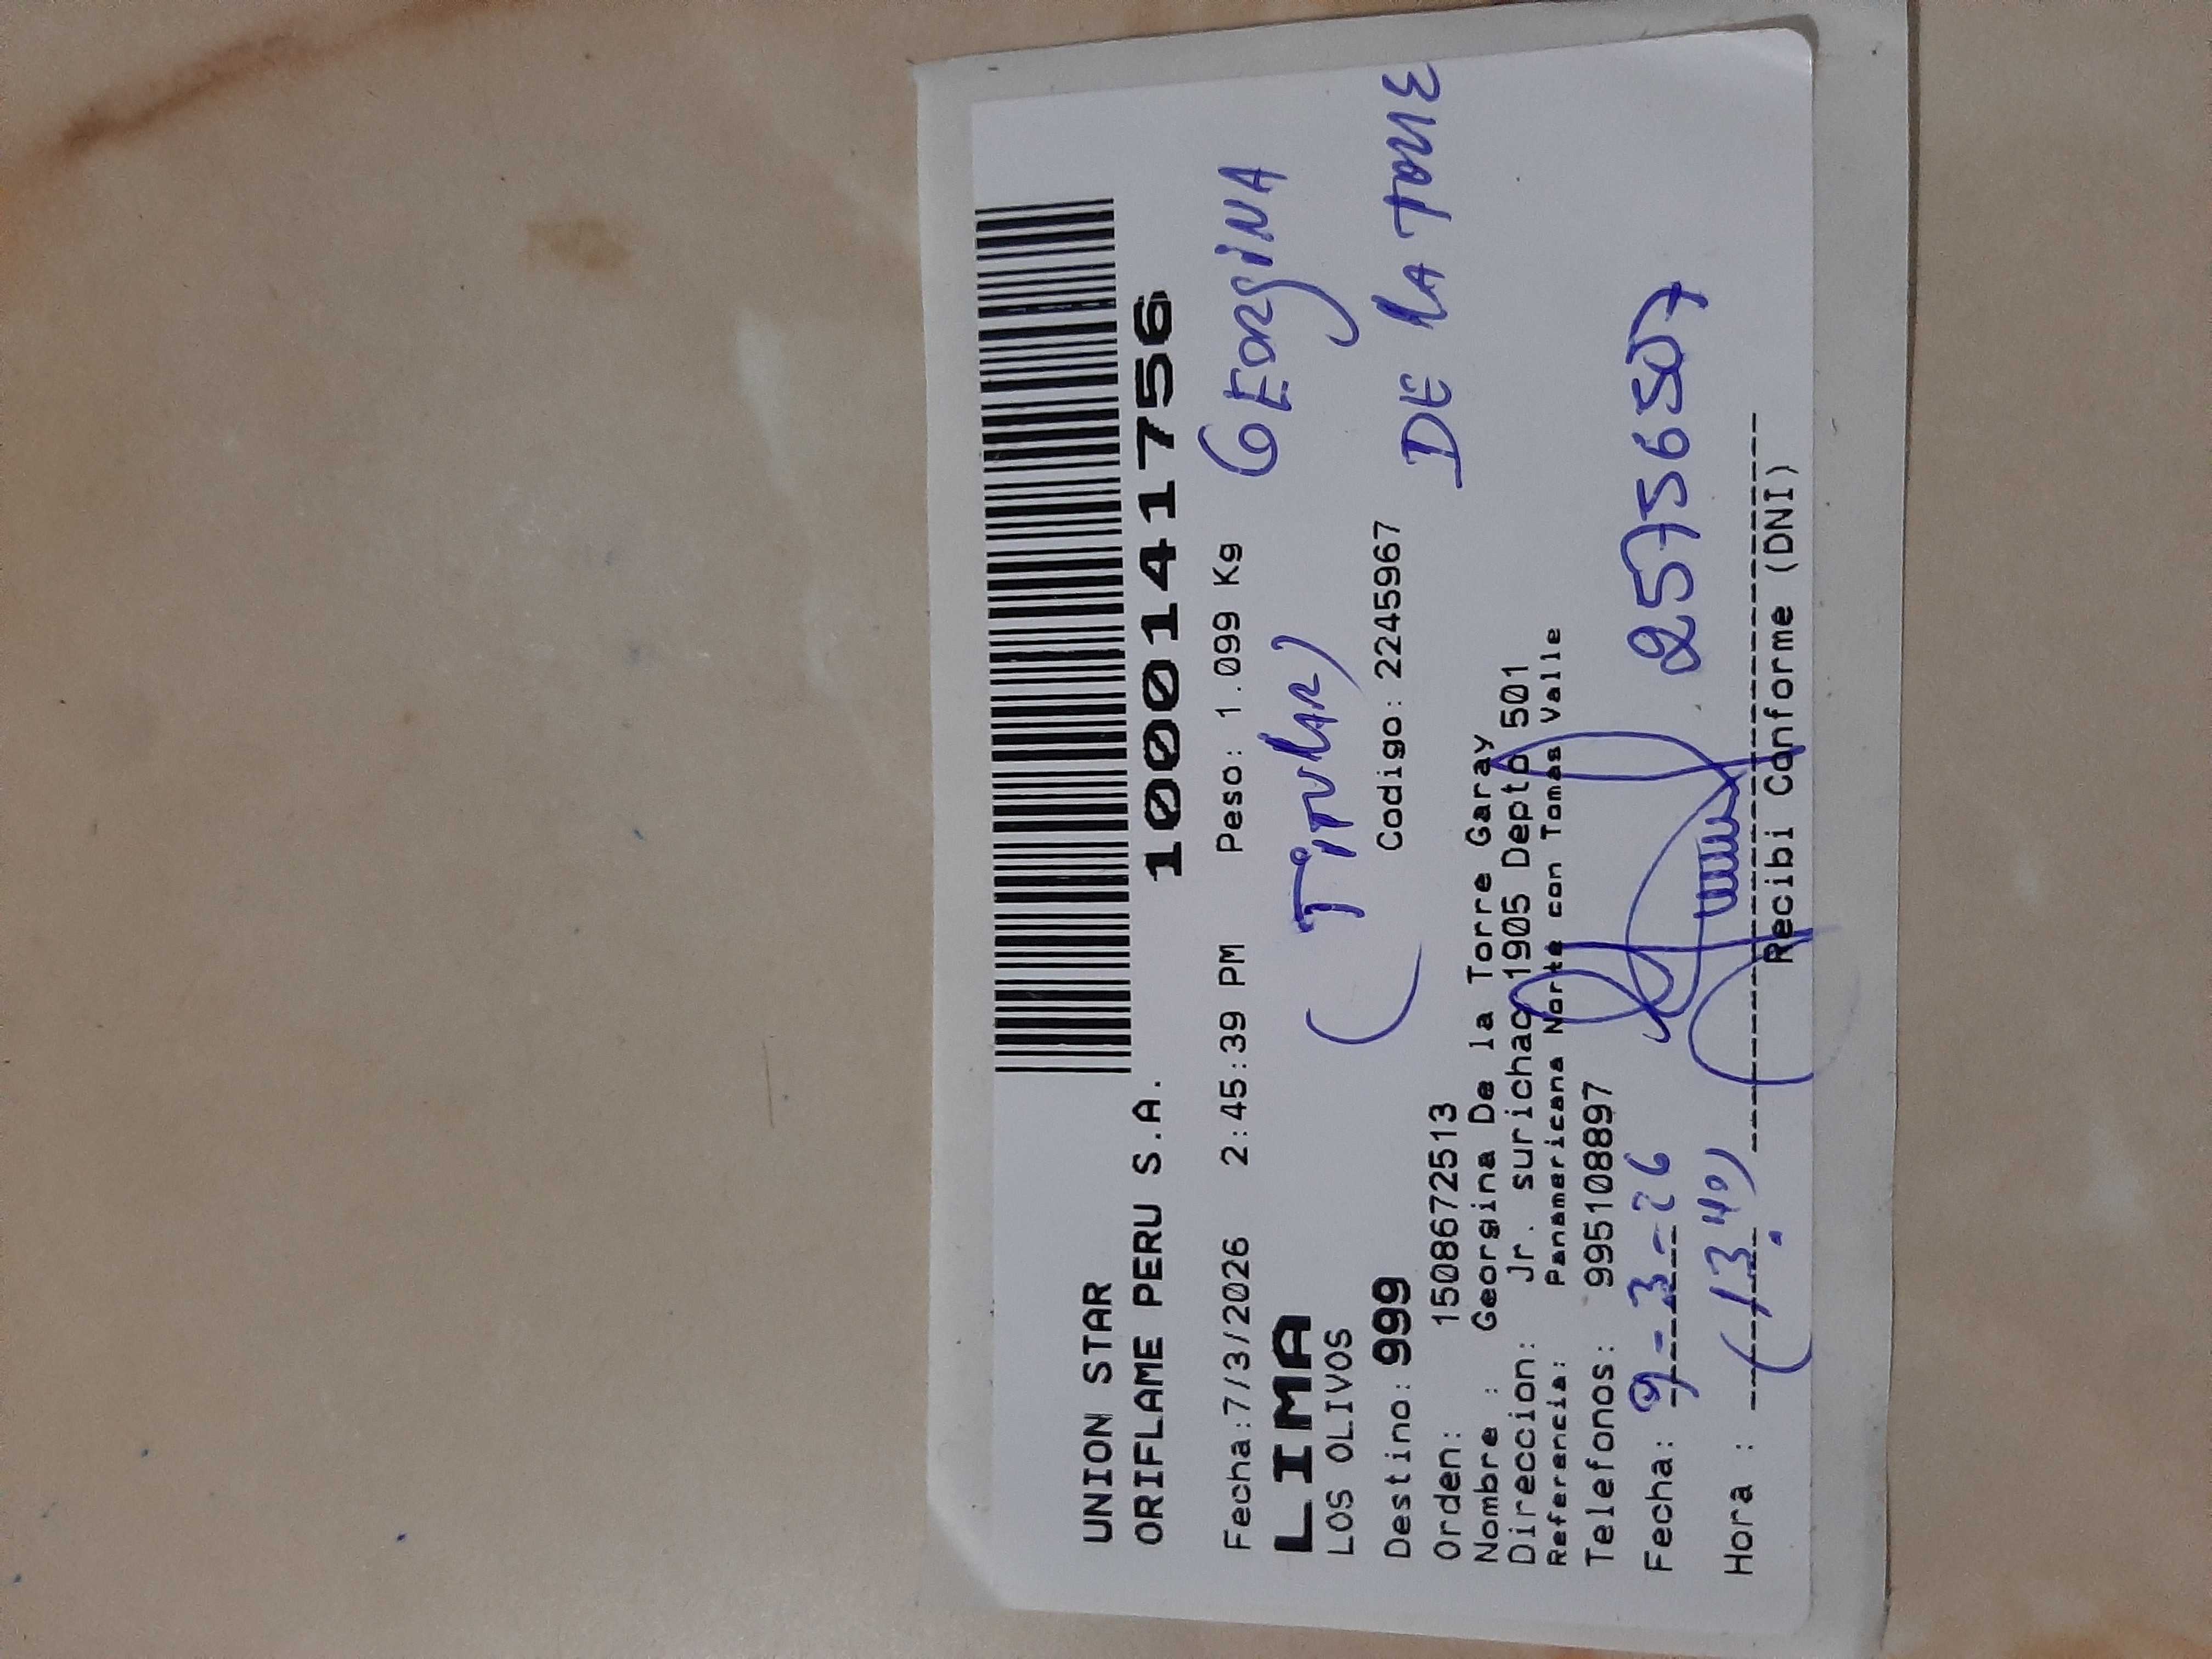 UNION STAR
ORIFLAME PERU S.A.
1000141756
Fecha:7/3/2026 2:45:39 PM Peso: 1.099 Kg
GEORGINA
LIMA
(TITULAR)
LOS OLIVOS
Destino: 999 Codigo: 2245967
DE LA TORRE
Orden: 1508672513
Nombre : Georgina De la Torre Garay
Direccion: Jr. surichac 1905 Depto 501
Referencia: Panamericana Norte con Tomas Valle
Telefonos: 995108897
Fecha: 9-3-26 25756507
Hora : (13 40)
Recibi Conforme (DNI)